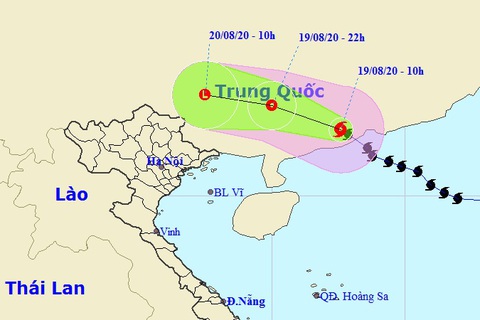 20/08/20 - 10h
19/08/20 - 22h
19/08/20 - 10h
L
Trung Quốc
Hà Nội
Lào
BL Vĩ
Vinh
Thái Lan
Đ.Nẵng
QĐ. Hoàng Sa